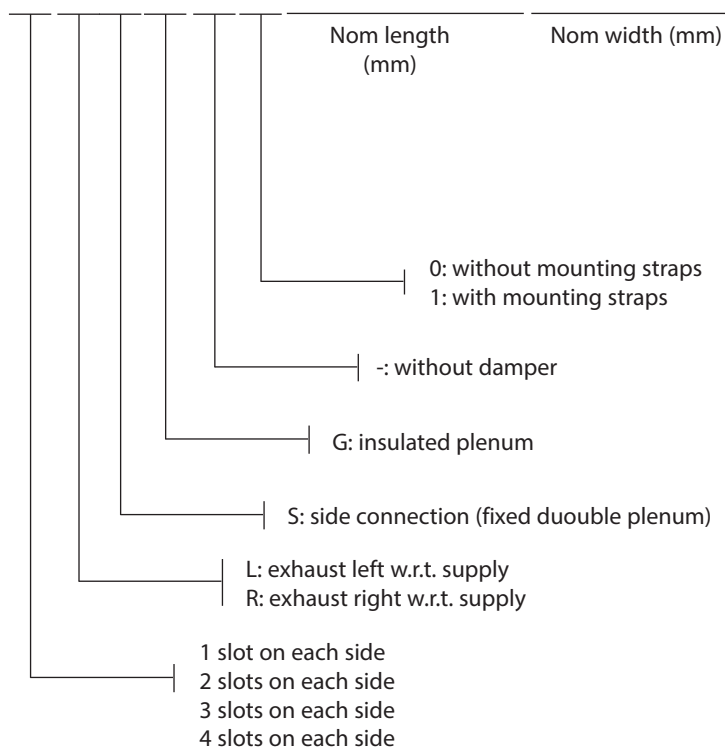 Nom length
(mm)
Nom width (mm)
0: without mounting straps
1: with mounting straps
-: without damper
G: insulated plenum
S: side connection (fixed duouble plenum)
L: exhaust left w.r.t. supply
R: exhaust right w.r.t. supply
1 slot on each side
2 slots on each side
3 slots on each side
4 slots on each side